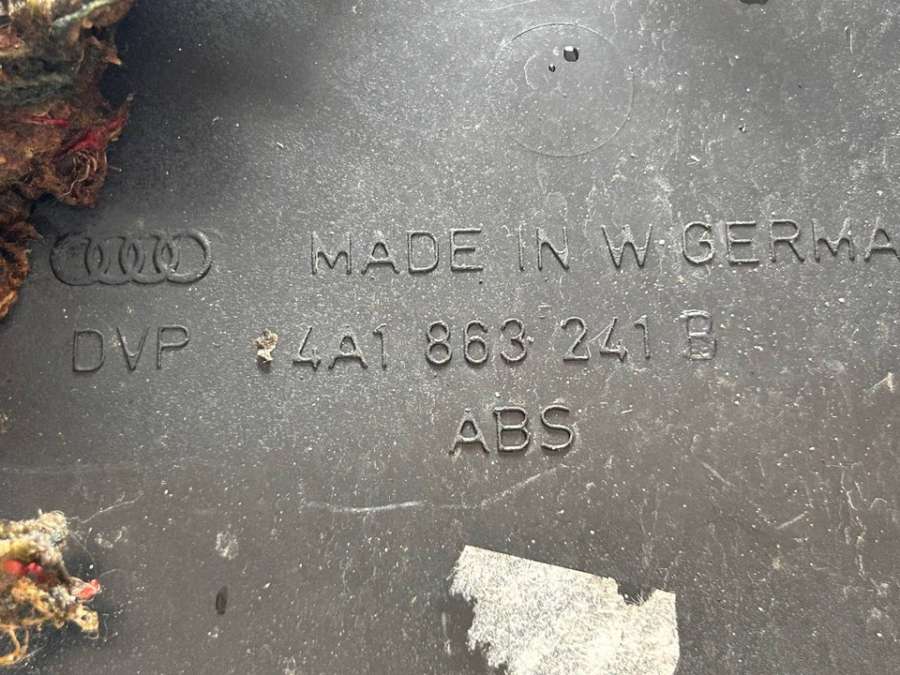 MADE IN W GERMA
DVP 4A1 863 241 B
ABS